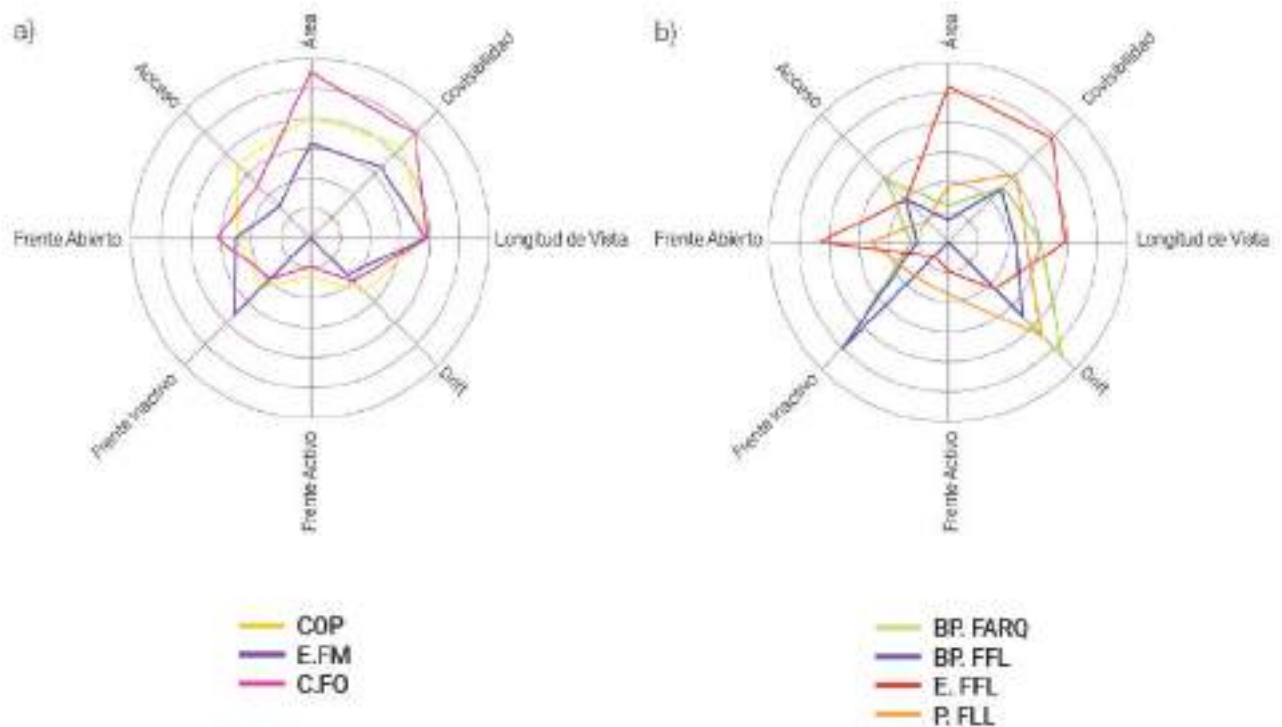 a)
Área
Covisibilidad
Longitud de Vista
Drift
Frente Activo
Frente Inactivo
Frente Abierto
Acceso
COP
E.FM
C.FO
b)
Área
Covisibilidad
Longitud de Vista
Drift
Frente Activo
Frente Inactivo
Frente Abierto
Acceso
BP. FARQ
BP. FFL
E. FFL
P. FLL